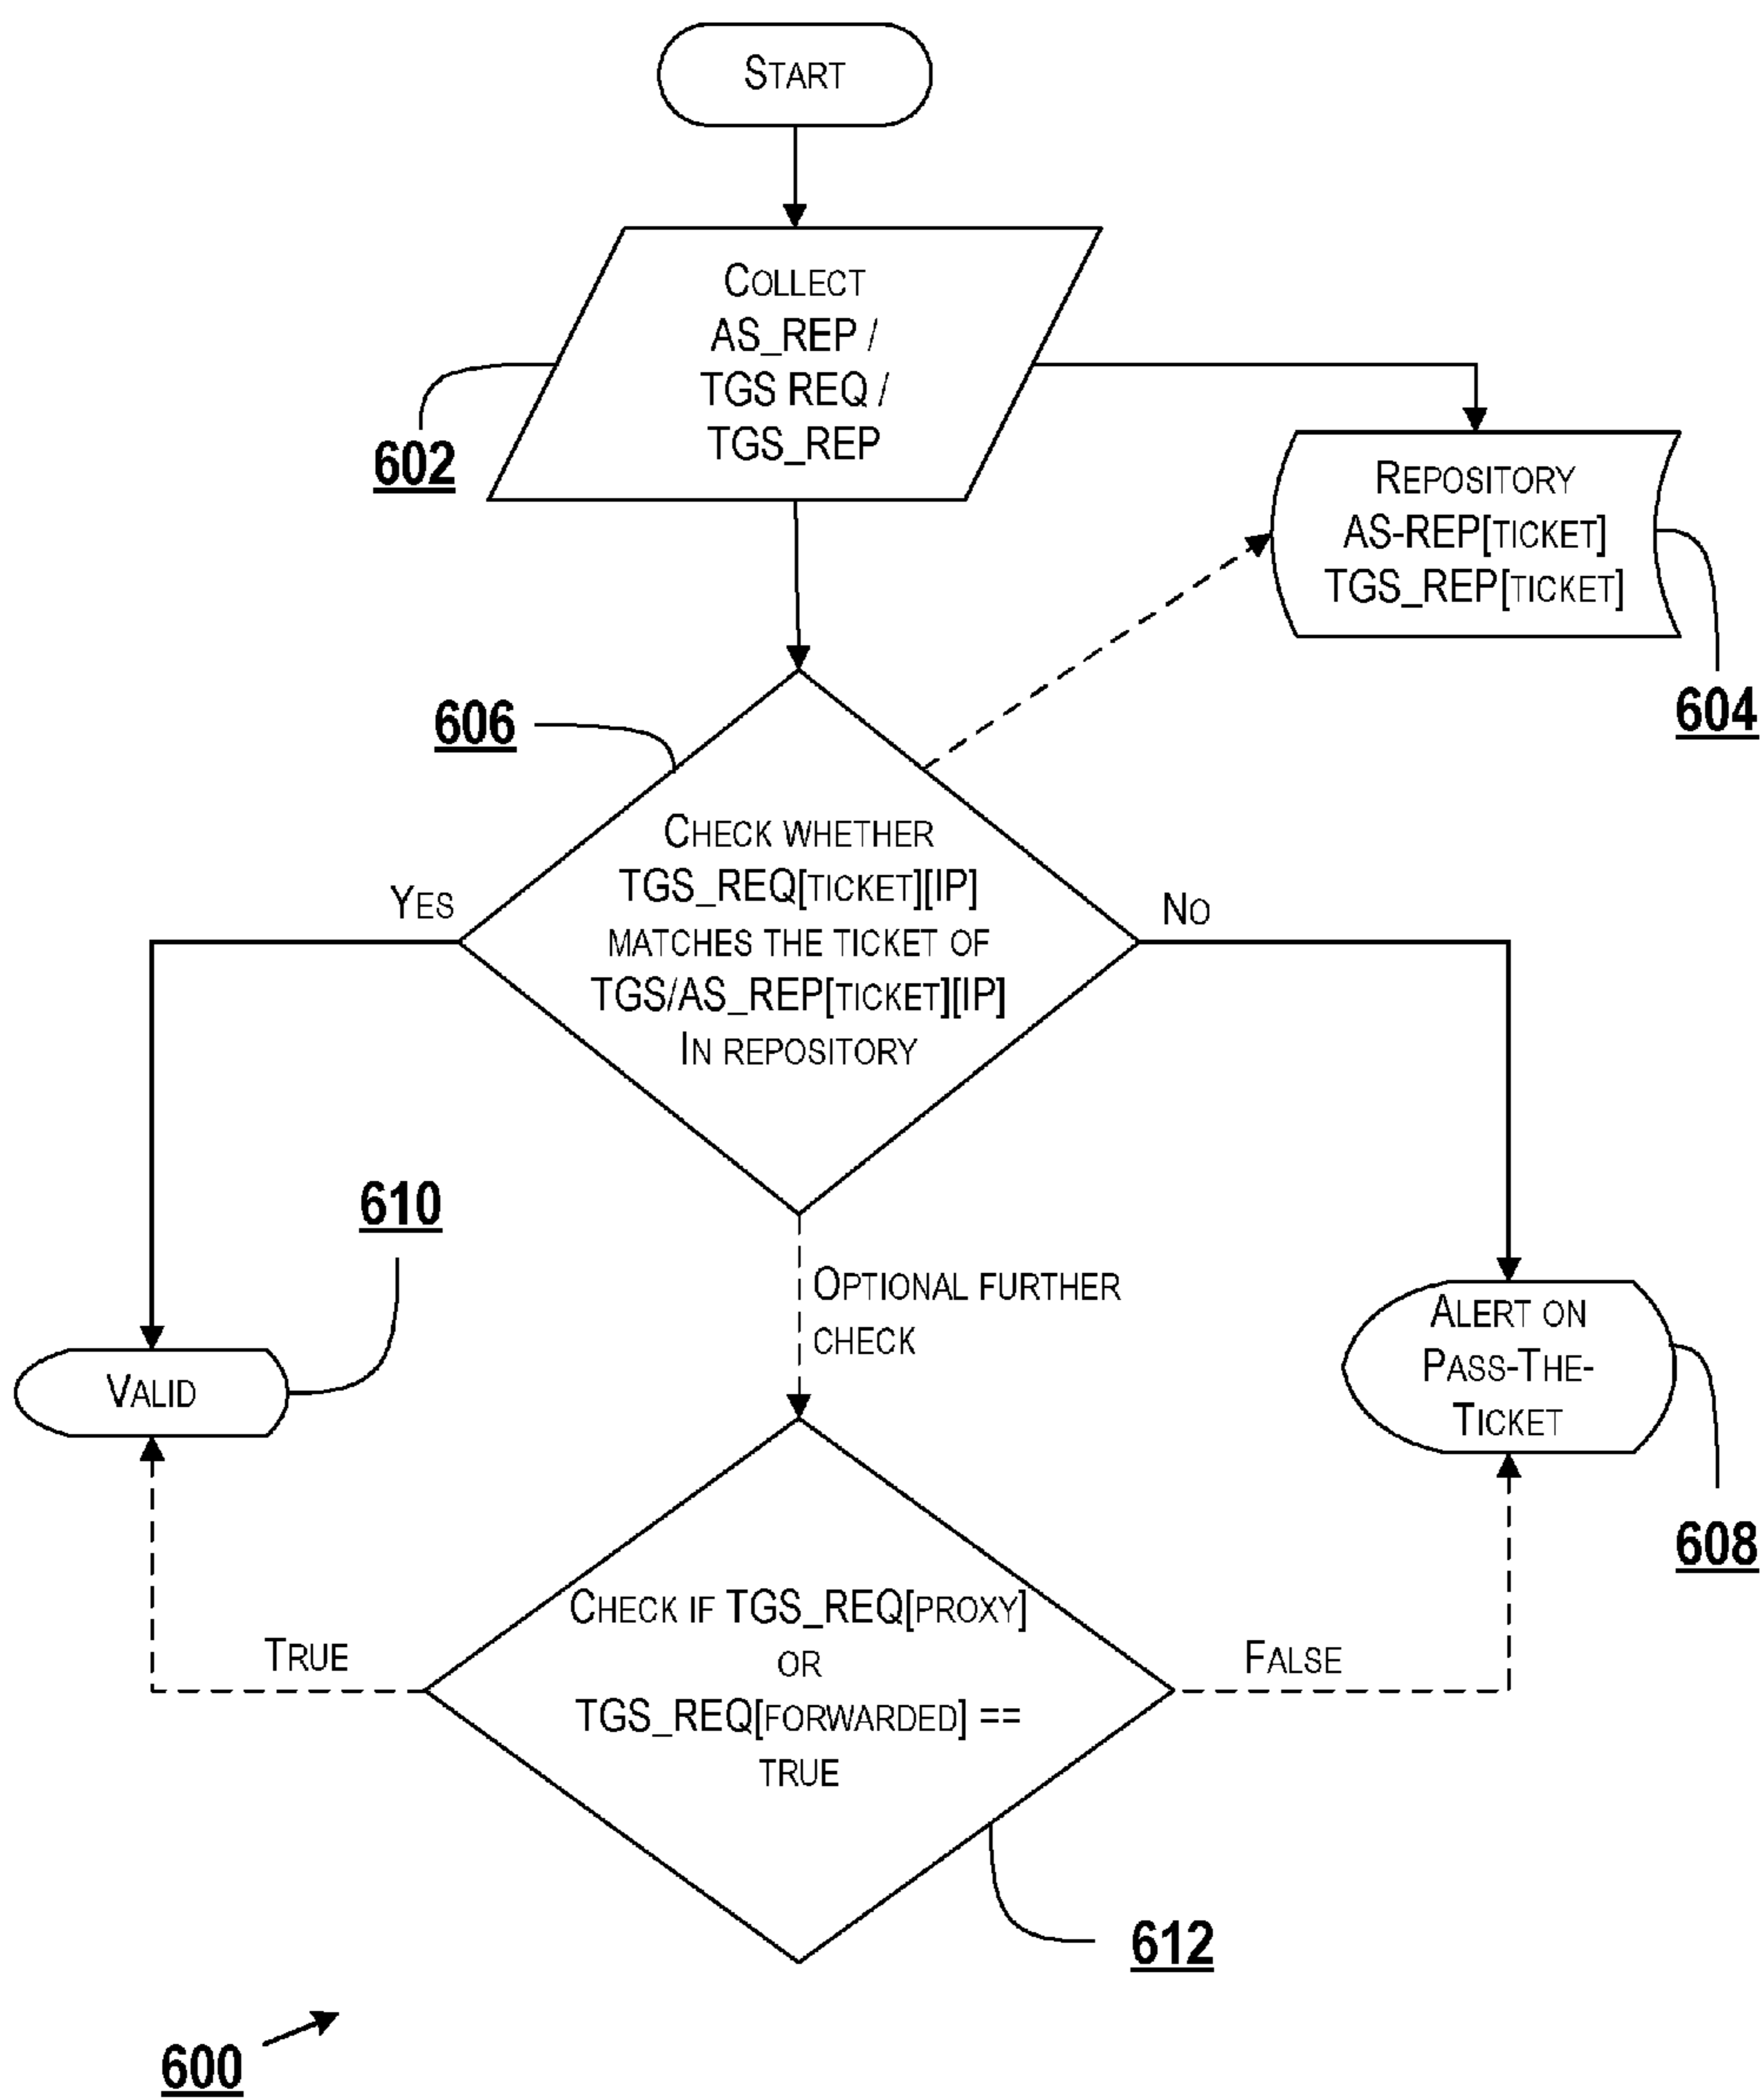 START
COLLECT
AS_REP /
TGS REQ /
TGS_REP
602
REPOSITORY
AS-REP[TICKET]
TGS_REP[TICKET]
604
606
CHECK WHETHER
TGS_REQ[TICKET][IP]
MATCHES THE TICKET OF
TGS/AS_REP[TICKET][IP]
IN REPOSITORY
YES
NO
610
OPTIONAL FURTHER
CHECK
VALID
ALERT ON
PASS-THE-
TICKET
608
CHECK IF TGS_REQ[PROXY]
OR
TGS_REQ[FORWARDED] ==
TRUE
TRUE
FALSE
612
600